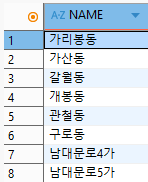 A-Z NAME
1 가리봉동
2 가산동
3 갈월동
4 개봉동
5 관철동
6 구로동
7 남대문로4가
8 남대문로5가